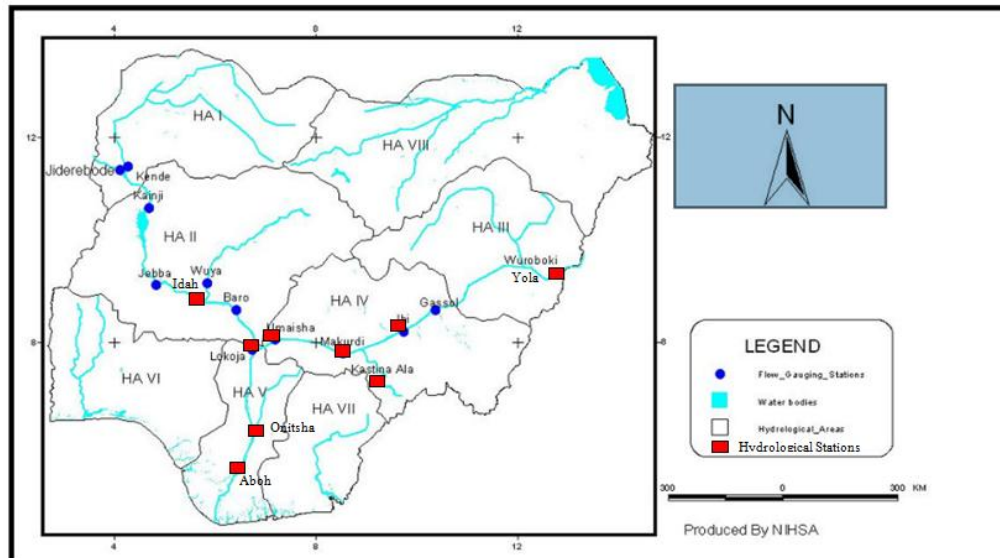 4 8 12
12 12
8 8
4 8 12
HA I
HA VIII
Jiderebode
Kende
Kainji
HA II
HA III
Wuroboki
Yola
Jebba
Wuya
Idah
Baro
HA IV
Gassol
Ibi
Umaisha
Makurdi
Lokoja
Kastina Ala
HA VI
HA V
HA VII
Onitsha
Aboh
N
LEGEND
Flow_Gauging_Stations
Water bodies
Hydrological_Areas
Hydrological Stations
300 0 300 KM
Produced By NIHSA